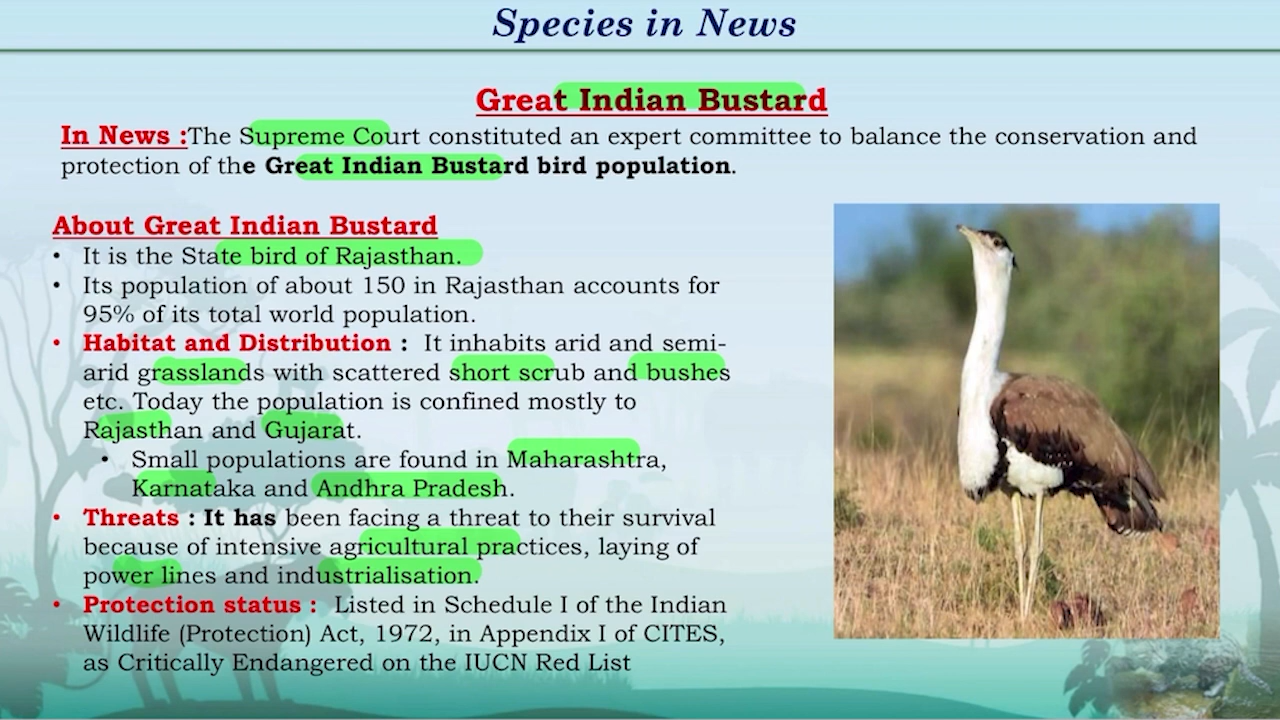 Species in News
Great Indian Bustard
In News :The Supreme Court constituted an expert committee to balance the conservation and
protection of the Great Indian Bustard bird population.
About Great Indian Bustard
• It is the State bird of Rajasthan.
• Its population of about 150 in Rajasthan accounts for
95% of its total world population.
• Habitat and Distribution : It inhabits arid and semi-
arid grasslands with scattered short scrub and bushes
etc. Today the population is confined mostly to
Rajasthan and Gujarat.
• Small populations are found in Maharashtra,
Karnataka and Andhra Pradesh.
• Threats : It has been facing a threat to their survival
because of intensive agricultural practices, laying of
power lines and industrialisation.
• Protection status : Listed in Schedule I of the Indian
Wildlife (Protection) Act, 1972, in Appendix I of CITES,
as Critically Endangered on the IUCN Red List